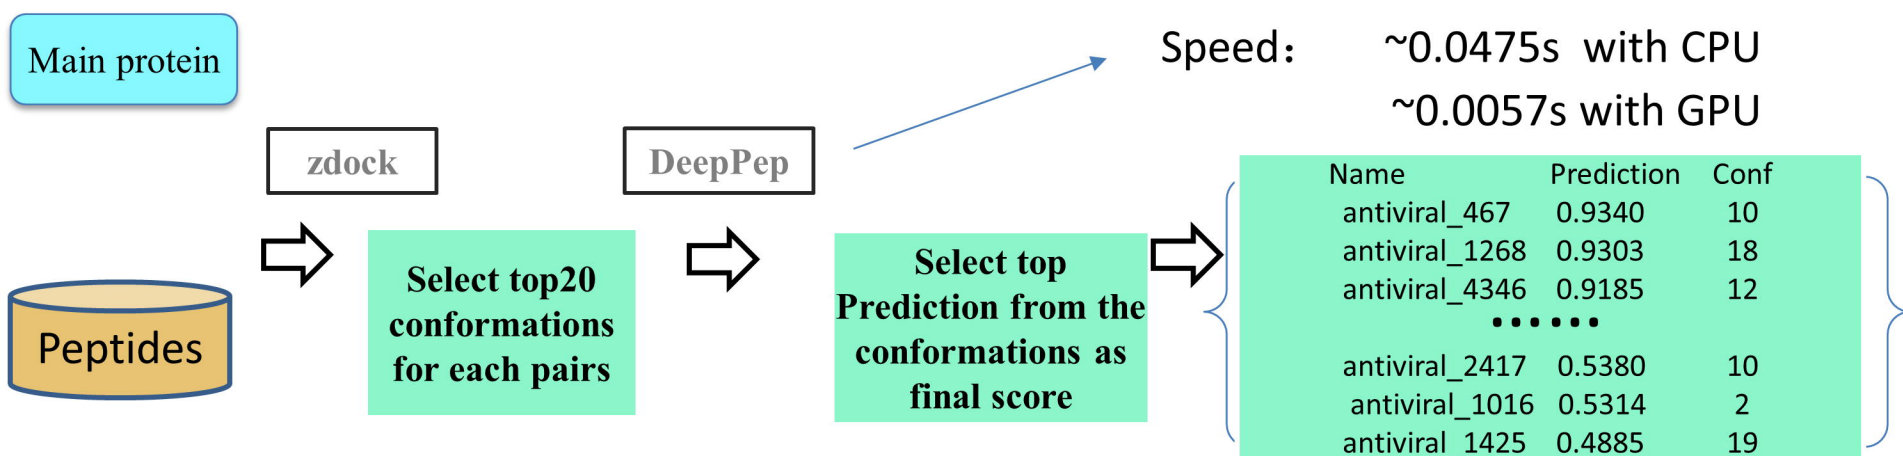 Main protein
Peptides
zdock
Select top20
conformations
for each pairs
DeepPep
Select top
Prediction from the
conformations as
final score
Speed： ~0.0475s with CPU
~0.0057s with GPU
Name Prediction Conf
antiviral_467 0.9340 10
antiviral_1268 0.9303 18
antiviral_4346 0.9185 12
······
antiviral_2417 0.5380 10
antiviral_1016 0.5314 2
antiviral_1425 0.4885 19